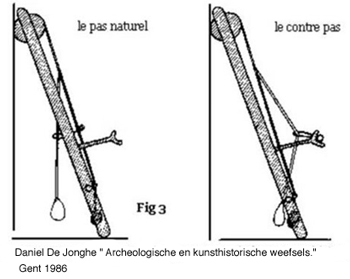 le pas naturel
le contre pas
Fig 3
Daniel De Jonghe " Archeologische en kunsthistorische weefsels."
Gent 1986